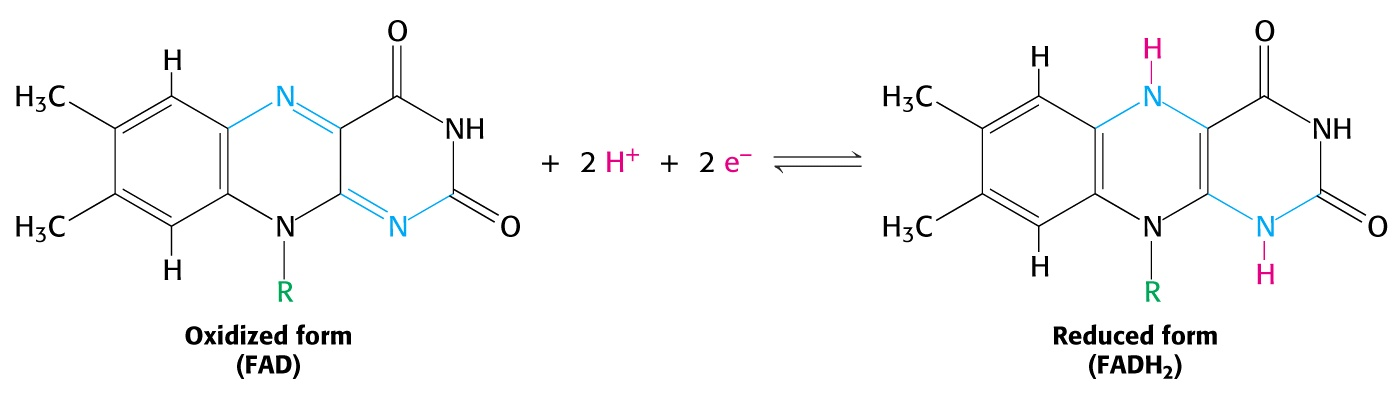 O
H
H₃C
N
NH
+ 2 H⁺ + 2 e⁻
H₃C
N
N
O
H
R
Oxidized form
(FAD)
O
H
H
H₃C
N
NH
H₃C
N
N
O
H
H
R
Reduced form
(FADH₂)